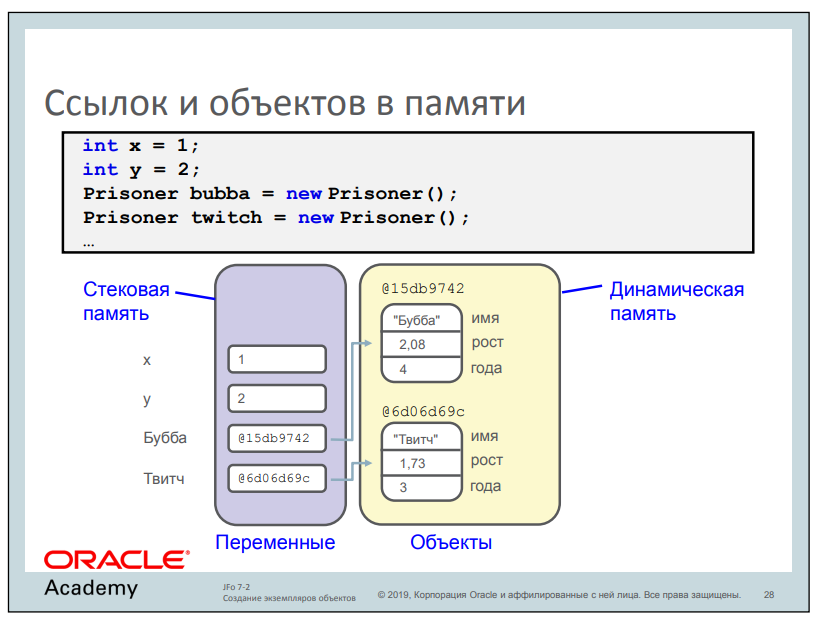 Ссылок и объектов в памяти
int x = 1;
int y = 2;
Prisoner bubba = new Prisoner();
Prisoner twitch = new Prisoner();
…
Стековая
память
Динамическая
память
@15db9742
"Бубба"
имя
2,08
рост
4
года
x
1
y
2
Бубба
@15db9742
Твитч
@6d06d69c
@6d06d69c
"Твитч"
имя
1,73
рост
3
года
Переменные
Объекты
ORACLE®
Academy
JFo 7-2
Создание экземпляров объектов
© 2019, Корпорация Oracle и аффилированные с ней лица. Все права защищены.
28